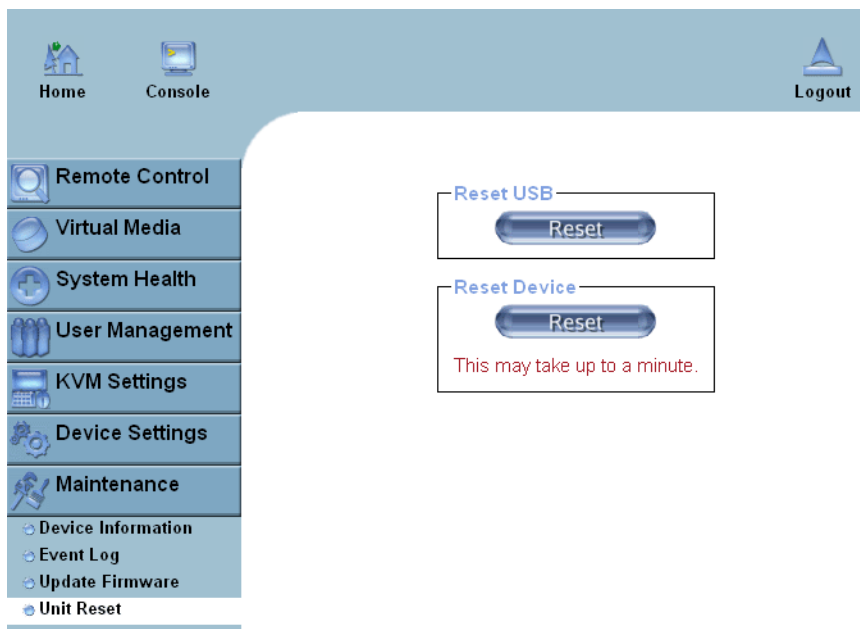 Home
Console
Logout
Remote Control
Virtual Media
System Health
User Management
KVM Settings
Device Settings
Maintenance
Device Information
Event Log
Update Firmware
Unit Reset
Reset USB
Reset
Reset Device
Reset
This may take up to a minute.